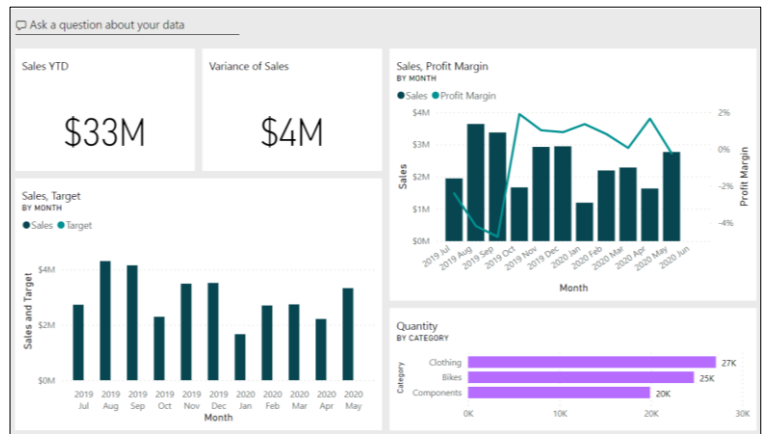 Ask a question about your data
Sales YTD
$33M
Variance of Sales
$4M
Sales, Profit Margin
BY MONTH
Sales Profit Margin
$4M
$3M
$2M
$1M
$0M
Sales
2%
0%
-2%
-4%
Profit Margin
2019 Jul
2019 Aug
2019 Sep
2019 Oct
2019 Nov
2019 Dec
2020 Jan
2020 Feb
2020 Mar
2020 Apr
2020 May
2020 Jun
Month
Sales, Target
BY MONTH
Sales Target
$4M
$2M
$0M
Sales and Target
2019 2019 2019 2019 2019 2019 2020 2020 2020 2020 2020
Jul Aug Sep Oct Nov Dec Jan Feb Mar Apr May
Month
Quantity
BY CATEGORY
Category
Clothing 27K
Bikes 25K
Components 20K
0K 10K 20K 30K